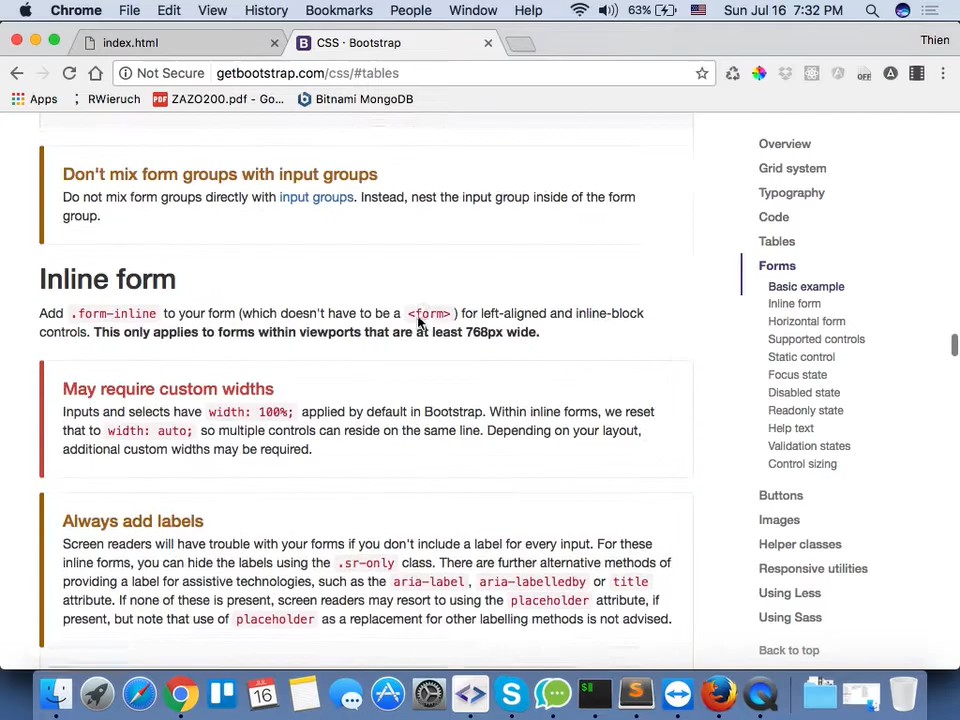 Chrome File Edit View History Bookmarks People Window Help 63% Sun Jul 16 7:32 PM
index.html CSS · Bootstrap Thien
Not Secure getbootstrap.com/css/#tables
Apps RWieruch ZAZO200.pdf - Go... Bitnami MongoDB
Don't mix form groups with input groups
Do not mix form groups directly with input groups. Instead, nest the input group inside of the form
group.
Inline form
Add .form-inline to your form (which doesn't have to be a <form>) for left-aligned and inline-block
controls. This only applies to forms within viewports that are at least 768px wide.
May require custom widths
Inputs and selects have width: 100%; applied by default in Bootstrap. Within inline forms, we reset
that to width: auto; so multiple controls can reside on the same line. Depending on your layout,
additional custom widths may be required.
Always add labels
Screen readers will have trouble with your forms if you don't include a label for every input. For these
inline forms, you can hide the labels using the .sr-only class. There are further alternative methods of
providing a label for assistive technologies, such as the aria-label, aria-labelledby or title
attribute. If none of these is present, screen readers may resort to using the placeholder attribute, if
present, but note that use of placeholder as a replacement for other labelling methods is not advised.
Overview
Grid system
Typography
Code
Tables
Forms
Basic example
Inline form
Horizontal form
Supported controls
Static control
Focus state
Disabled state
Readonly state
Help text
Validation states
Control sizing
Buttons
Images
Helper classes
Responsive utilities
Using Less
Using Sass
Back to top
16